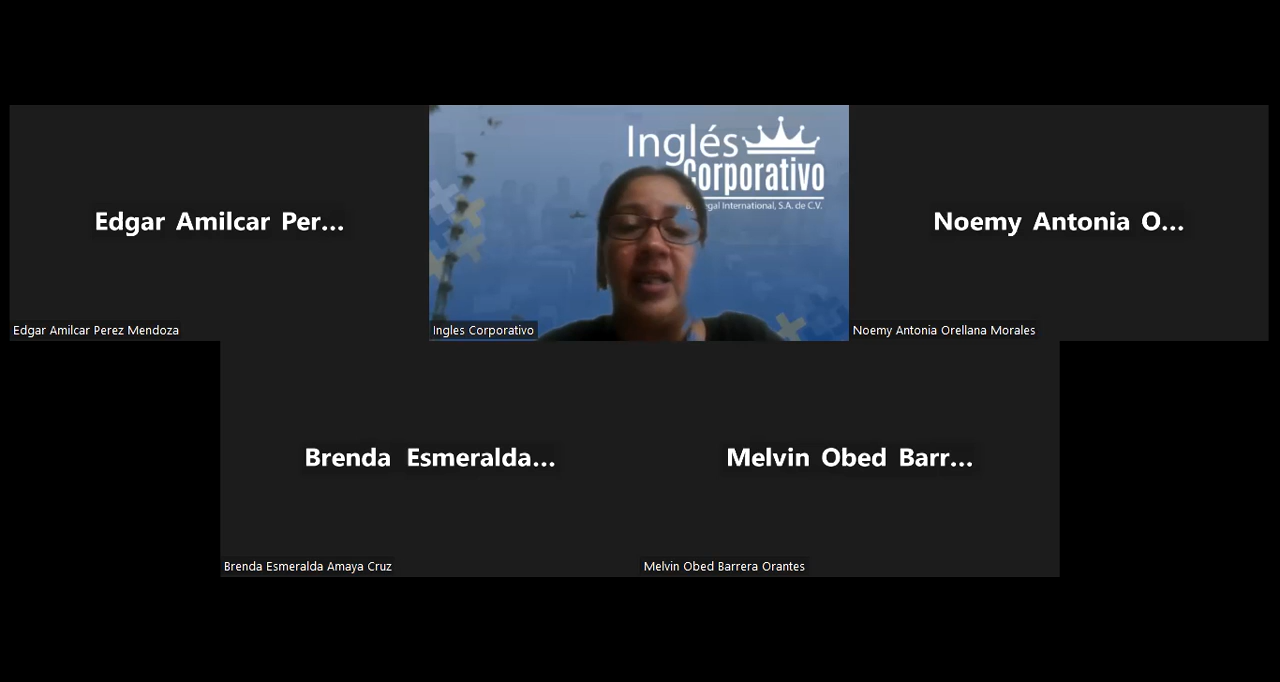 Edgar Amilcar Per...
Edgar Amilcar Perez Mendoza
Inglés
Corporativo
gal International, S.A. de C.V.
Ingles Corporativo
Noemy Antonia O...
Noemy Antonia Orellana Morales
Brenda Esmeralda...
Brenda Esmeralda Amaya Cruz
Melvin Obed Barr...
Melvin Obed Barrera Orantes